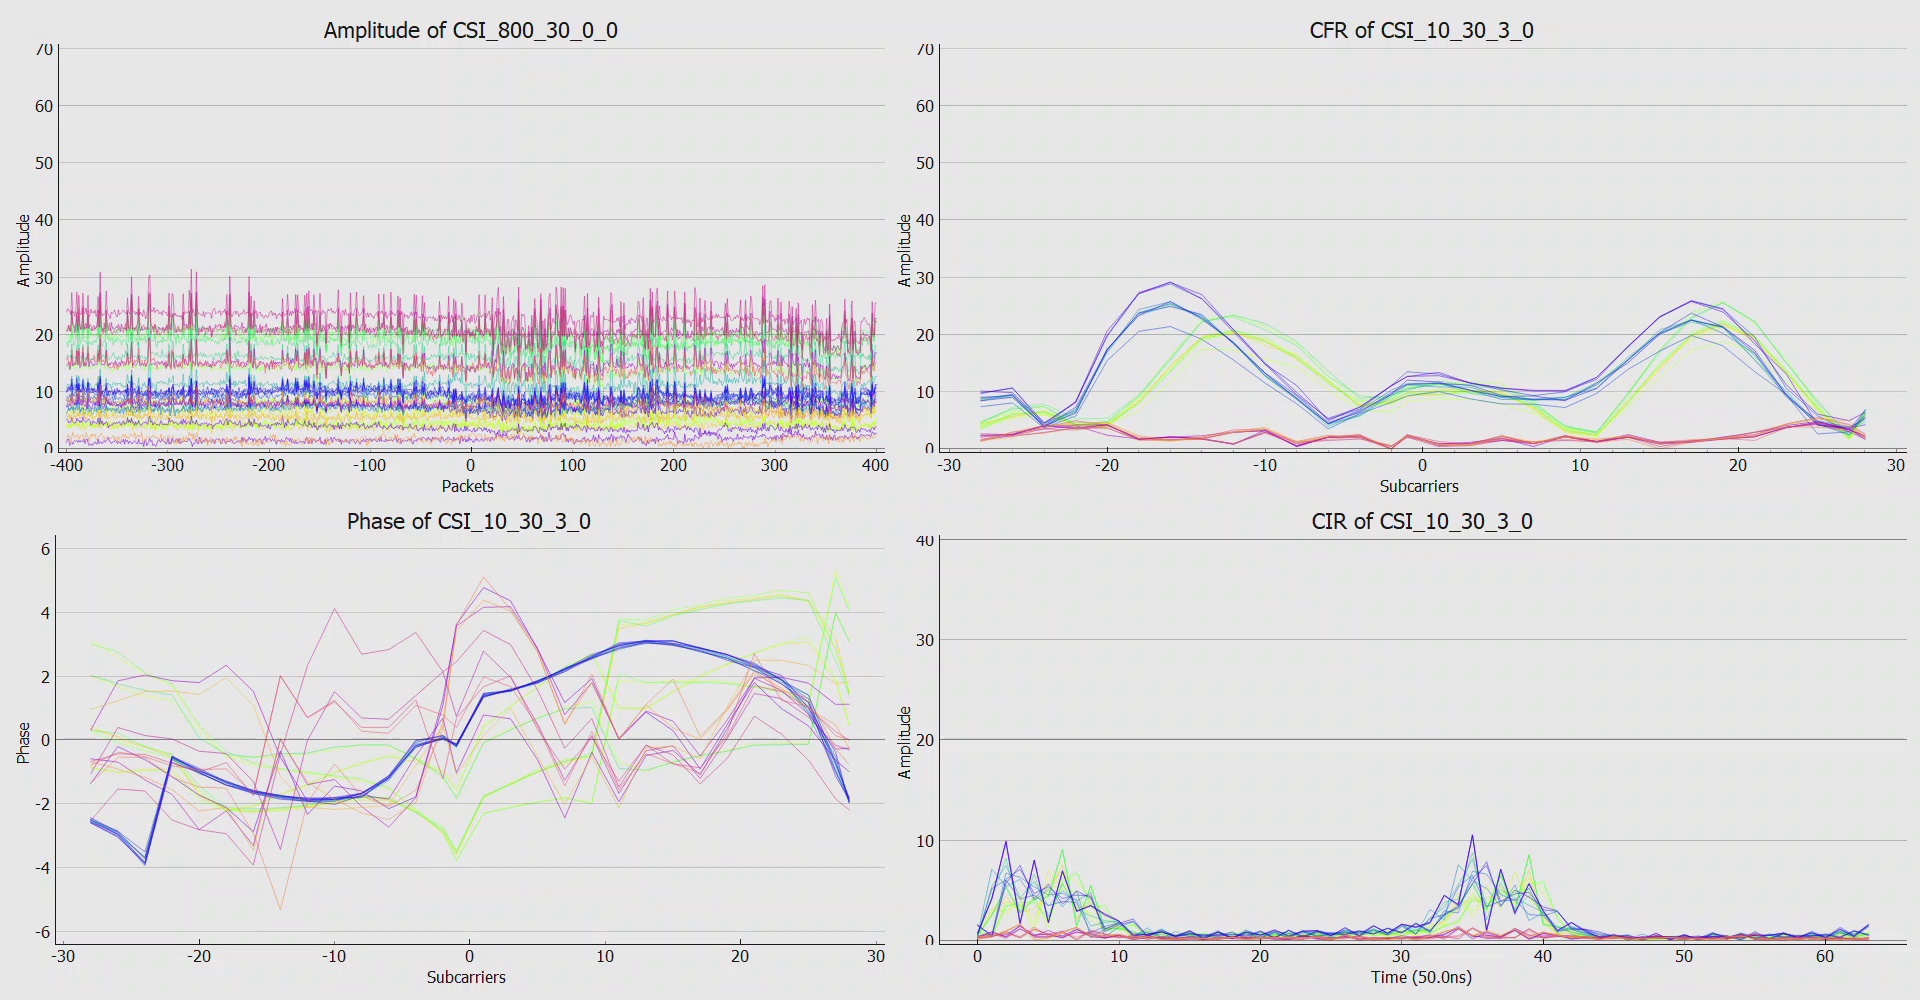 Amplitude of CSI_800_30_0_0
70
60
50
40
30
20
10
0
Amplitude
-400 -300 -200 -100 0 100 200 300 400
Packets
CFR of CSI_10_30_3_0
70
60
50
40
30
20
10
0
Amplitude
-30 -20 -10 0 10 20 30
Subcarriers
Phase of CSI_10_30_3_0
6
4
2
0
-2
-4
-6
Phase
-30 -20 -10 0 10 20 30
Subcarriers
CIR of CSI_10_30_3_0
40
30
20
10
0
Amplitude
0 10 20 30 40 50 60
Time (50.0ns)